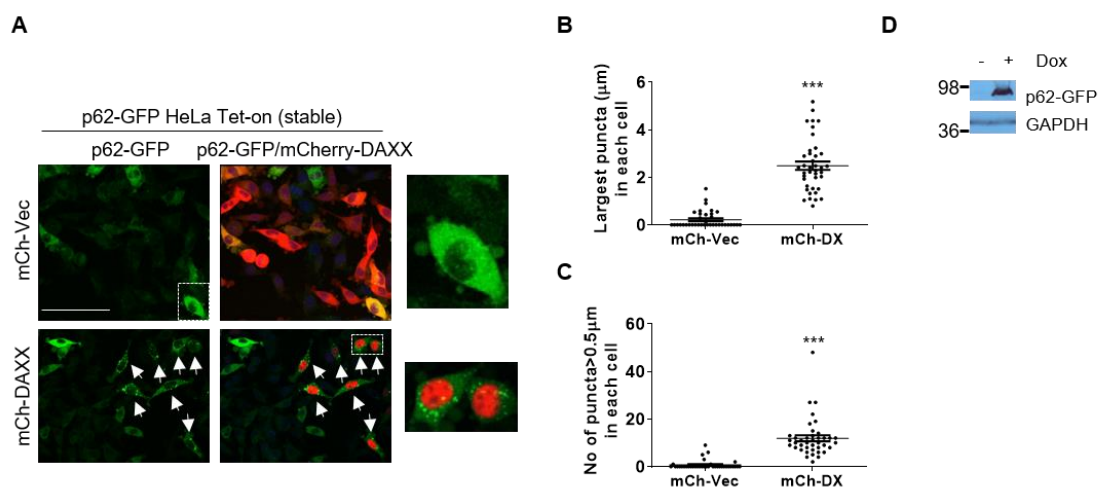 A
p62-GFP HeLa Tet-on (stable)
p62-GFP p62-GFP/mCherry-DAXX
mCh-Vec
mCh-DAXX
B
Largest puncta (μm)
in each cell
6
4
2
0
***
mCh-Vec mCh-DX
C
No of puncta>0.5μm
in each cell
60
40
20
0
***
mCh-Vec mCh-DX
D
- + Dox
98
p62-GFP
36
GAPDH